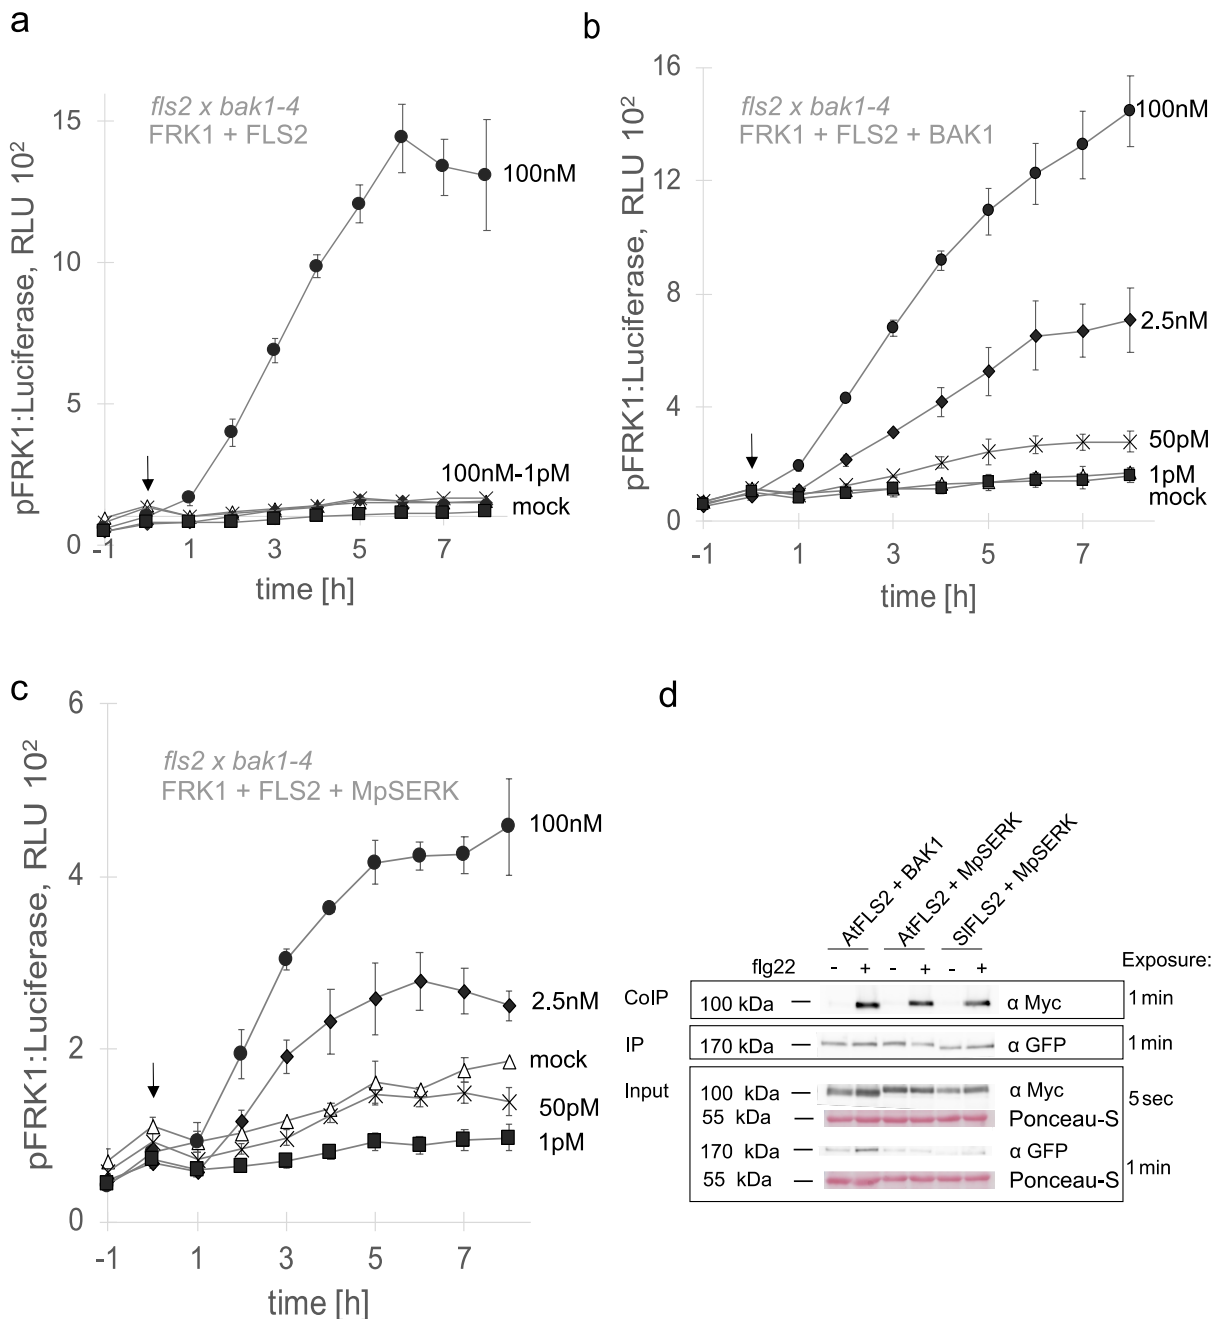 a
fls2 x bak1-4
FRK1 + FLS2
pFRK1:Luciferase, RLU 10²
15
10
5
0
100nM
100nM-1pM
mock
-1 1 3 5 7
time [h]
b
fls2 x bak1-4
FRK1 + FLS2 + BAK1
pFRK1:Luciferase, RLU 10²
16
12
8
4
0
100nM
2.5nM
50pM
1pM
mock
-1 1 3 5 7
time [h]
c
fls2 x bak1-4
FRK1 + FLS2 + MpSERK
pFRK1:Luciferase, RLU 10²
6
4
2
0
100nM
2.5nM
mock
50pM
1pM
-1 1 3 5 7
time [h]
d
AtFLS2 + BAK1
AtFLS2 + MpSERK
SlFLS2 + MpSERK
flg22 - + - + - + Exposure:
CoIP 100 kDa α Myc 1 min
IP 170 kDa α GFP 1 min
Input 100 kDa α Myc 5 sec
55 kDa Ponceau-S
170 kDa α GFP 1 min
55 kDa Ponceau-S